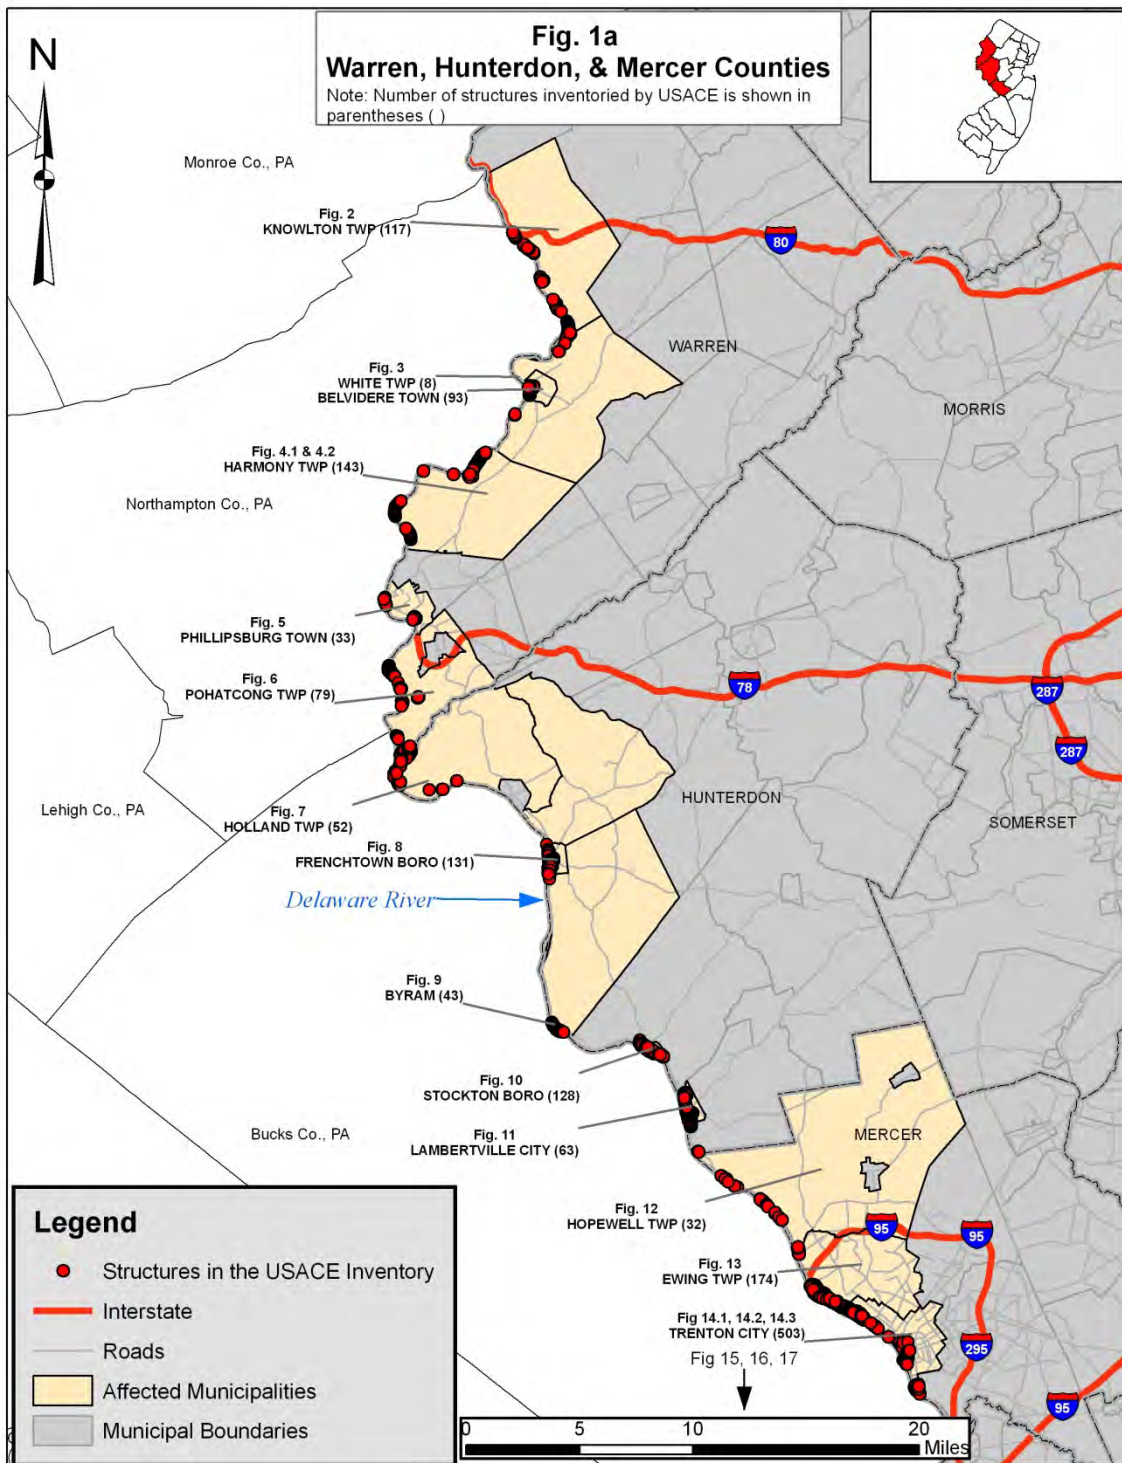 Fig. 1a
Warren, Hunterdon, & Mercer Counties
Note: Number of structures inventoried by USACE is shown in
parentheses ( )
N
Monroe Co., PA
Fig. 2
KNOWLTON TWP (117)
80
WARREN
Fig. 3
WHITE TWP (8)
BELVIDERE TOWN (93)
MORRIS
Fig. 4.1 & 4.2
HARMONY TWP (143)
Northampton Co., PA
Fig. 5
PHILLIPSBURG TOWN (33)
Fig. 6
POHATCONG TWP (79)
78
287
287
HUNTERDON
Lehigh Co., PA
Fig. 7
HOLLAND TWP (52)
SOMERSET
Fig. 8
FRENCHTOWN BORO (131)
Delaware River
Fig. 9
BYRAM (43)
Fig. 10
STOCKTON BORO (128)
Bucks Co., PA
Fig. 11
LAMBERTVILLE CITY (63)
MERCER
Fig. 12
HOPEWELL TWP (32)
95
95
Fig. 13
EWING TWP (174)
Fig 14.1, 14.2, 14.3
TRENTON CITY (503)
Fig 15, 16, 17
295
95
Legend
Structures in the USACE Inventory
Interstate
Roads
Affected Municipalities
Municipal Boundaries
0 5 10 20
Miles